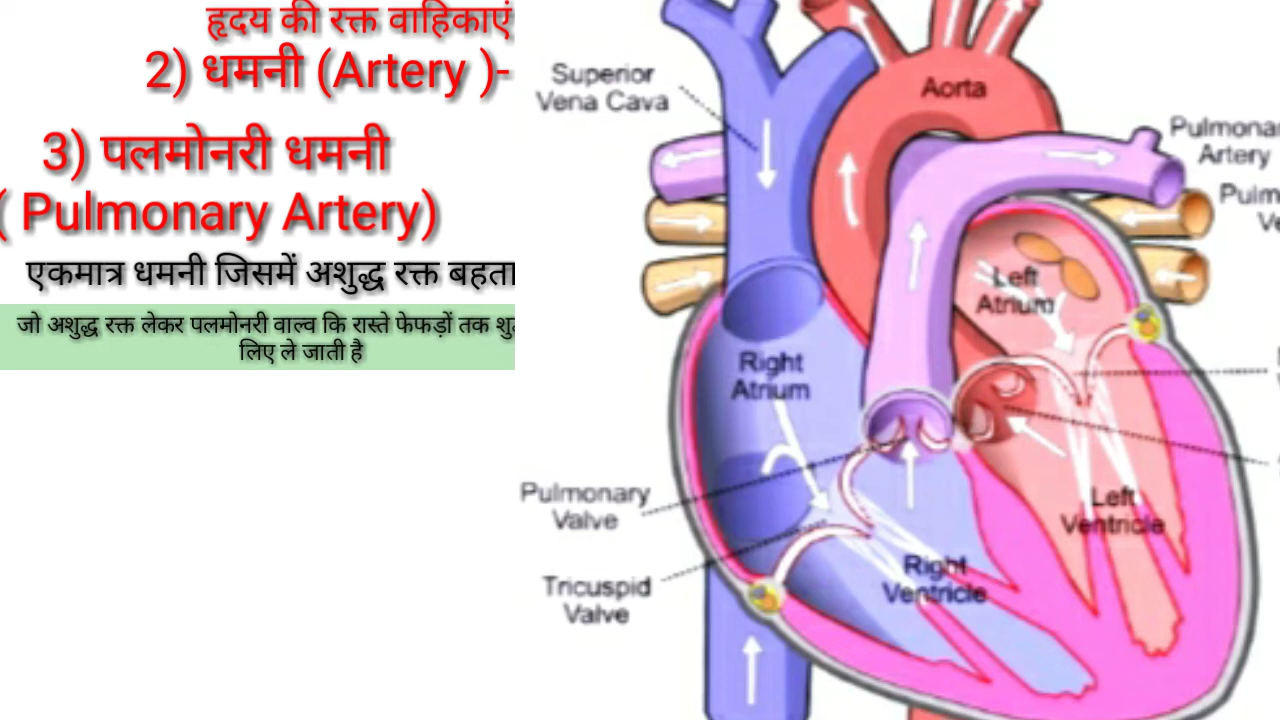 हृदय की रक्त वाहिकाएं
2) धमनी (Artery )-
3) पलमोनरी धमनी
( Pulmonary Artery)
एकमात्र धमनी जिसमें अशुद्ध रक्त बहता
जो अशुद्ध रक्त लेकर पलमोनरी वाल्व कि रास्ते फेफड़ों तक
लिए ले जाती है
Superior
Vena Cava
Aorta
Artery
Left
Atrium
Right
Atrium
Pulmonary
Valve
Left
Ventricle
Right
Ventricle
Tricuspid
Valve